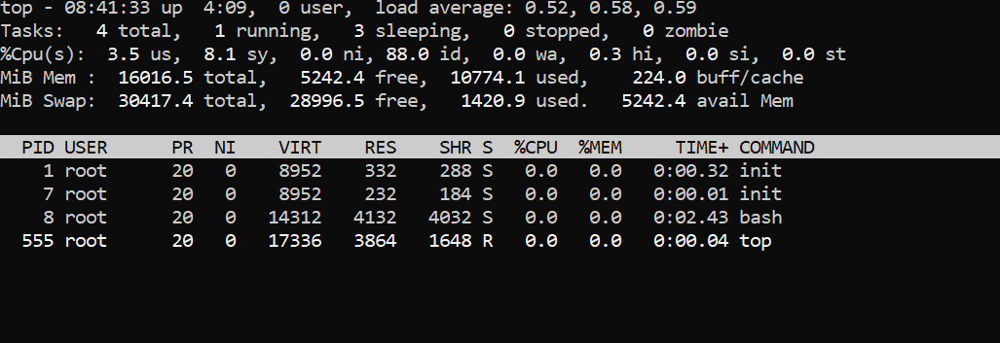 top - 08:41:33 up  4:09,  0 user,  load average: 0.52, 0.58, 0.59
Tasks:   4 total,   1 running,   3 sleeping,   0 stopped,   0 zombie
%Cpu(s):  3.5 us,  8.1 sy,  0.0 ni, 88.0 id,  0.0 wa,  0.3 hi,  0.0 si,  0.0 st
MiB Mem :  16016.5 total,   5242.4 free,  10774.1 used,    224.0 buff/cache
MiB Swap:  30417.4 total,  28996.5 free,   1420.9 used.   5242.4 avail Mem
  PID USER      PR  NI    VIRT    RES    SHR S  %CPU  %MEM     TIME+ COMMAND
    1 root      20   0    8952    332    288 S   0.0   0.0   0:00.32 init
    7 root      20   0    8952    232    184 S   0.0   0.0   0:00.01 init
    8 root      20   0   14312   4132   4032 S   0.0   0.0   0:02.43 bash
  555 root      20   0   17336   3864   1648 R   0.0   0.0   0:00.04 top